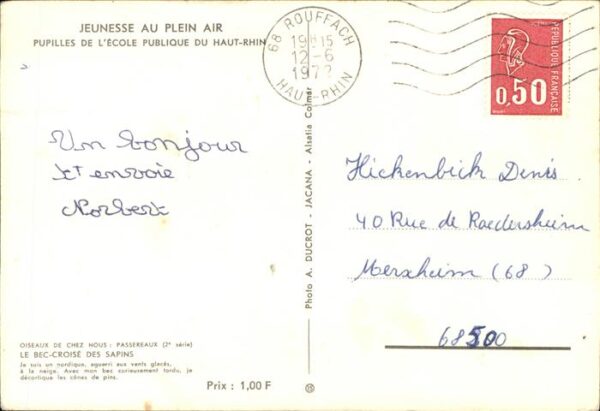 JEUNESSE AU PLEIN AIR
PUPILLES DE L'ÉCOLE PUBLIQUE DU HAUT-RHIN
68 ROUFFACH
19H15
12-6
1972
HAUT-RHIN
RÉPUBLIQUE FRANÇAISE
0,50
Un bonjour
t'envoie
Norbert
Photo A. DUCROT - JACANA - Alsatia Colmar
Hickenbick Denis
40 Rue de Raedersheim
Merxheim (68)
68500
OISEAUX DE CHEZ NOUS : PASSEREAUX (2e série)
LE BEC-CROISÉ DES SAPINS
Je suis un nordique, aguerri aux vents glacés,
à la neige. Avec mon bec curieusement tordu, je
décortique les cônes de pins.
Prix : 1,00 F